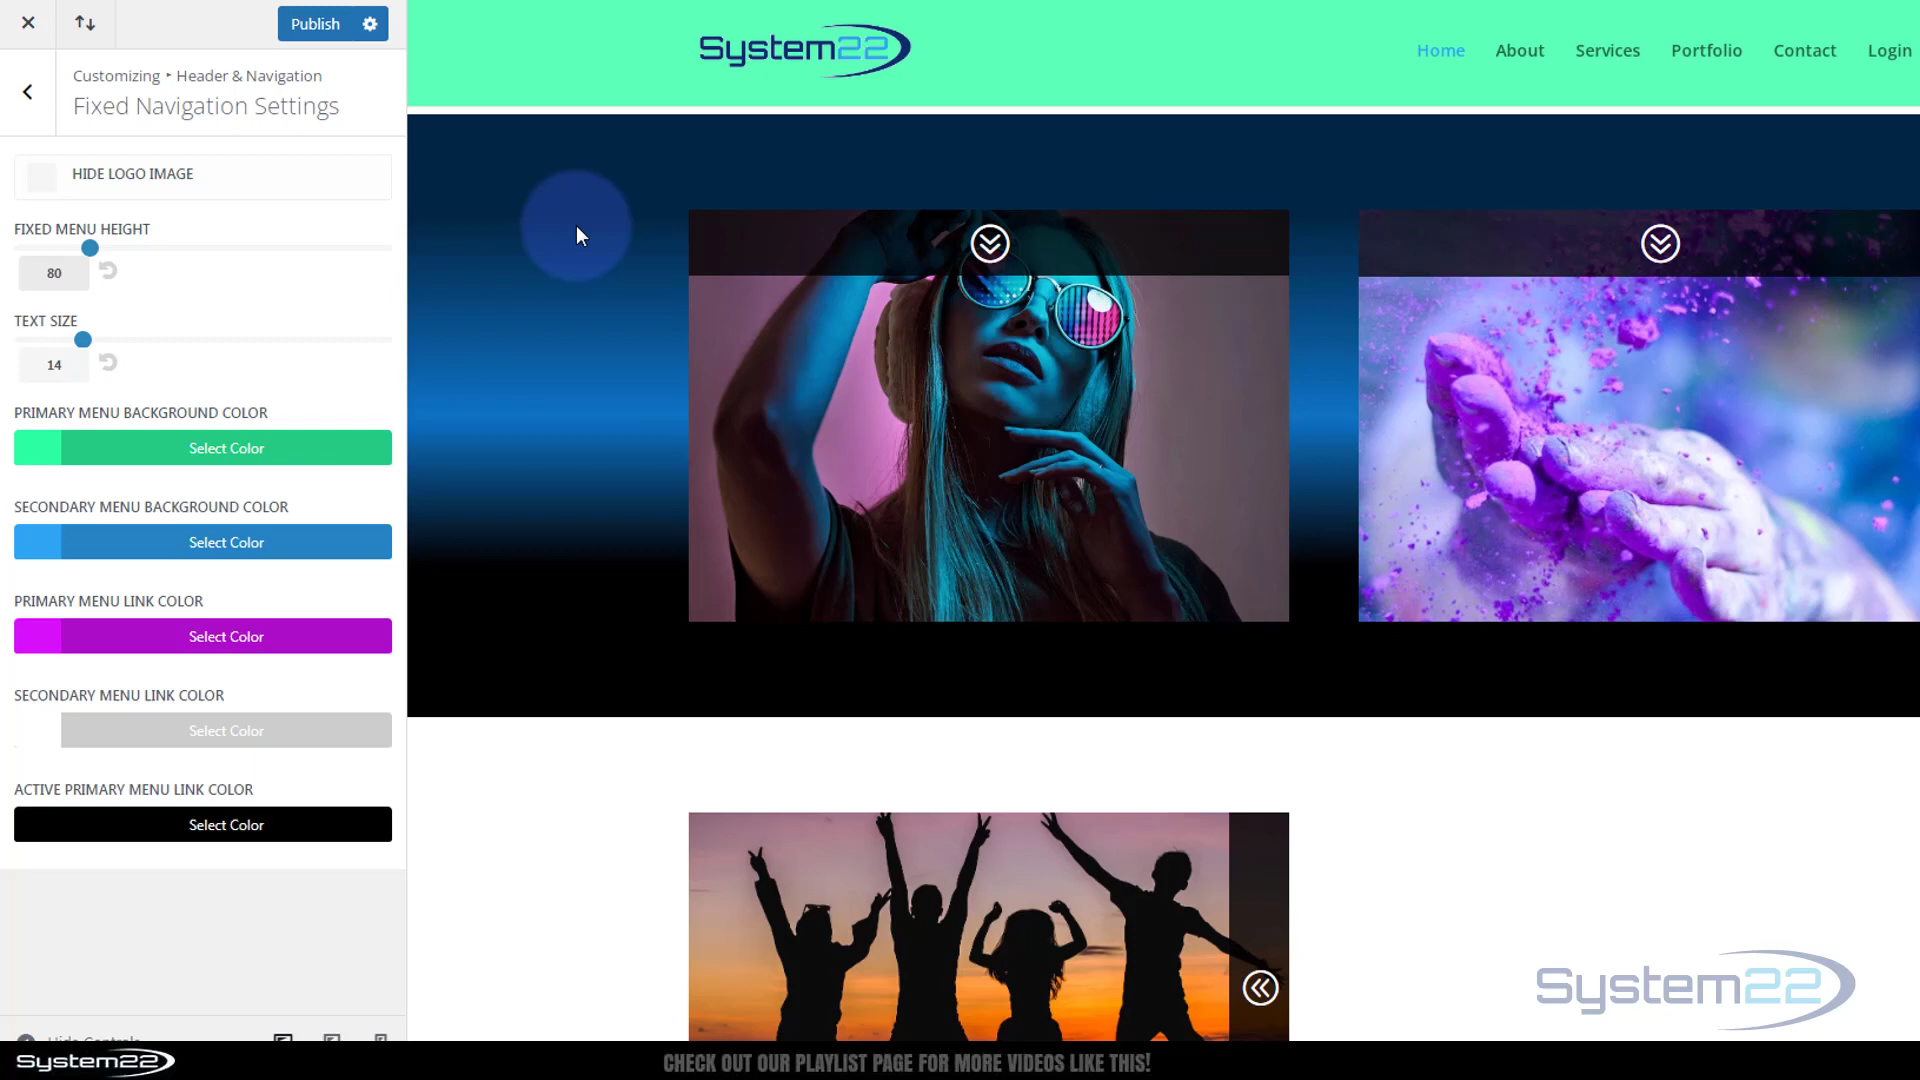 Publish
Customizing ‣ Header & Navigation
Fixed Navigation Settings
HIDE LOGO IMAGE
FIXED MENU HEIGHT
80
TEXT SIZE
14
PRIMARY MENU BACKGROUND COLOR
Select Color
SECONDARY MENU BACKGROUND COLOR
Select Color
PRIMARY MENU LINK COLOR
Select Color
SECONDARY MENU LINK COLOR
Select Color
ACTIVE PRIMARY MENU LINK COLOR
Select Color
Hide Controls
System22
Home About Services Portfolio Contact Login
System22
System22
CHECK OUT OUR PLAYLIST PAGE FOR MORE VIDEOS LIKE THIS!